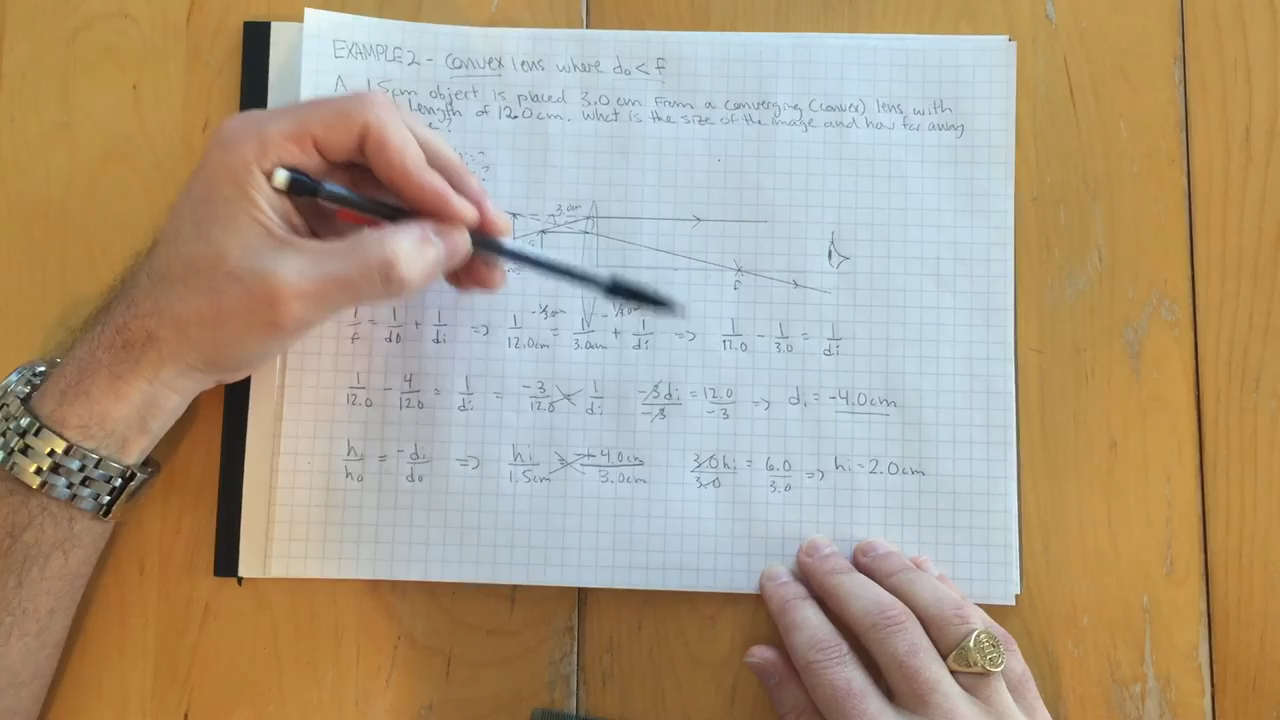 EXAMPLE 2 - Convex lens where do < f
A 1.5cm object is placed 3.0 cm from a converging (convex) lens with
length of 12.0 cm. What is the size of the image and how far away
e?
= ?
= ?
3.0cm
f
1/f = 1/do + 1/di => 1/12.0cm = 1/3.0cm + 1/di => 1/12.0 - 1/3.0 = 1/di
1/12.0 - 4/12.0 = 1/di = -3/12.0 1/di -3di/-3 = 12.0/-3 => di = -4.0cm
hi/ho = -di/do => hi/1.5cm = 4.0cm/3.0cm 3.0hi/3.0 = 6.0/3.0 => hi = 2.0cm